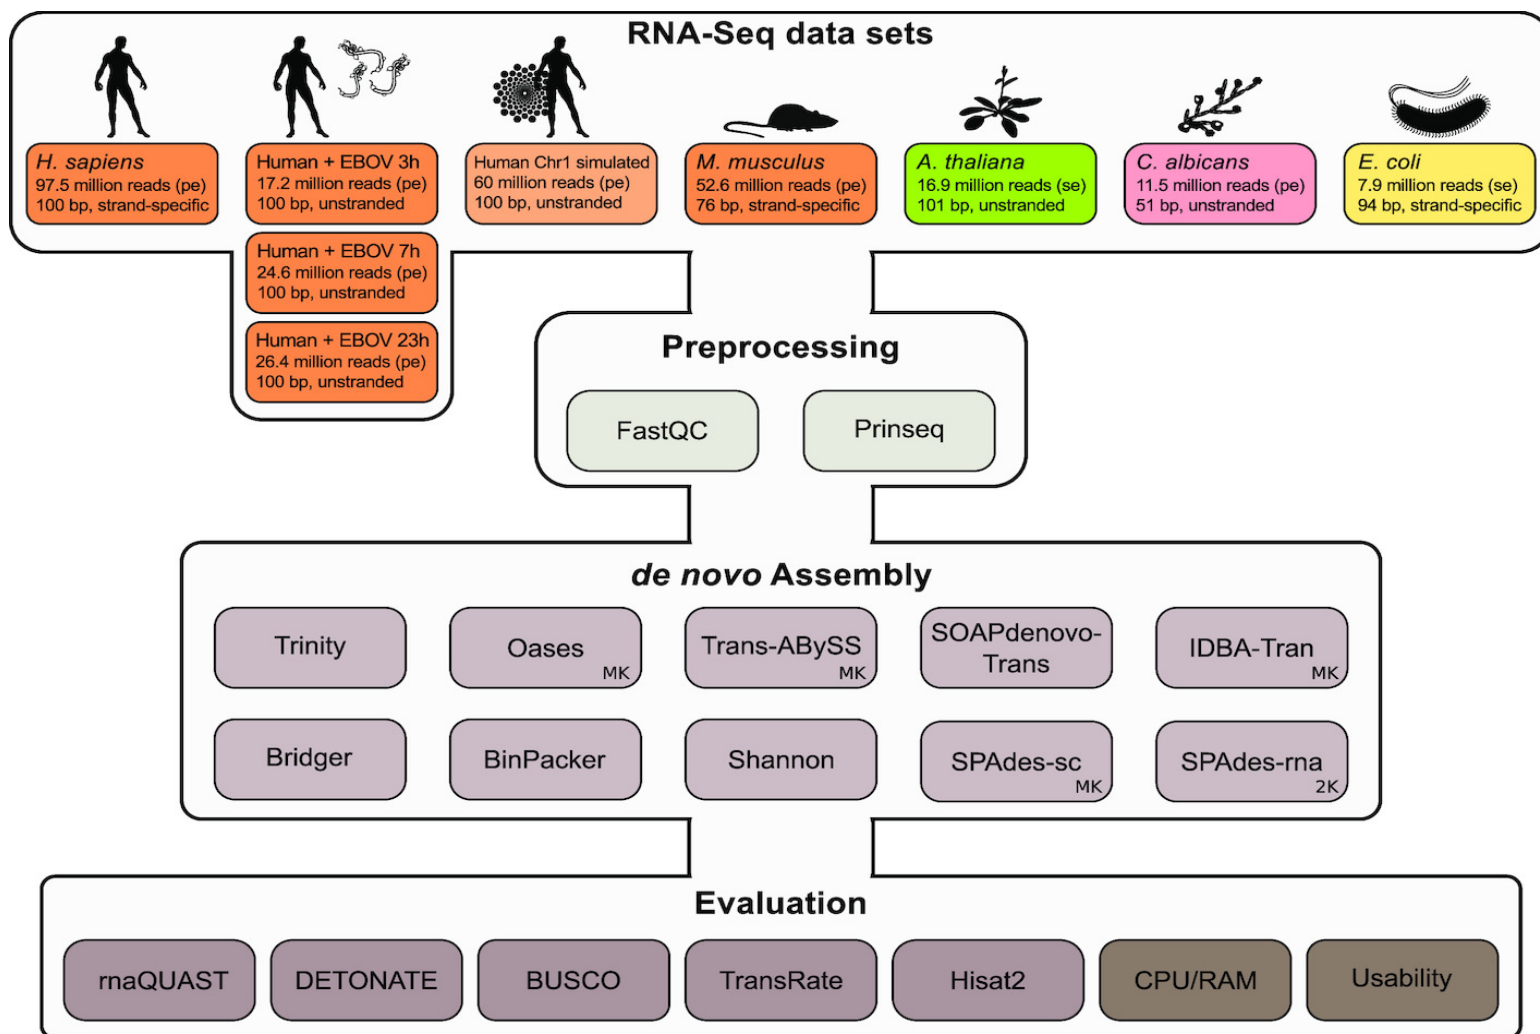 RNA-Seq data sets
H. sapiens
97.5 million reads (pe)
100 bp, strand-specific
Human + EBOV 3h
17.2 million reads (pe)
100 bp, unstranded
Human + EBOV 7h
24.6 million reads (pe)
100 bp, unstranded
Human + EBOV 23h
26.4 million reads (pe)
100 bp, unstranded
Human Chr1 simulated
60 million reads (pe)
100 bp, unstranded
M. musculus
52.6 million reads (pe)
76 bp, strand-specific
A. thaliana
16.9 million reads (se)
101 bp, unstranded
C. albicans
11.5 million reads (pe)
51 bp, unstranded
E. coli
7.9 million reads (se)
94 bp, strand-specific
Preprocessing
FastQC
Prinseq
de novo Assembly
Trinity
Oases
MK
Trans-ABySS
MK
SOAPdenovo-
Trans
IDBA-Tran
MK
Bridger
BinPacker
Shannon
SPAdes-sc
MK
SPAdes-rna
2K
Evaluation
rnaQUAST
DETONATE
BUSCO
TransRate
Hisat2
CPU/RAM
Usability